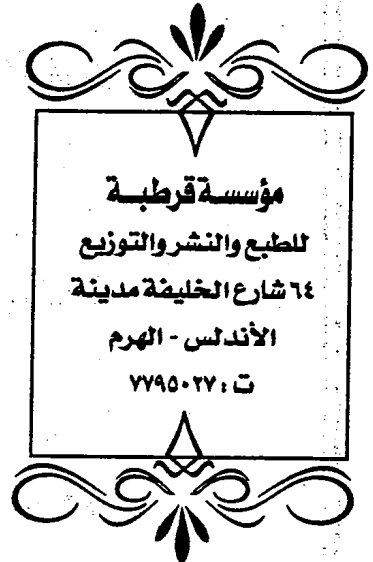 مؤسسة قرطبة
للطبع والنشر والتوزيع
٦٤ شارع الخليفة مدينة
الأندلس - الهرم
ت : ٧٧٩٥٠٢٧